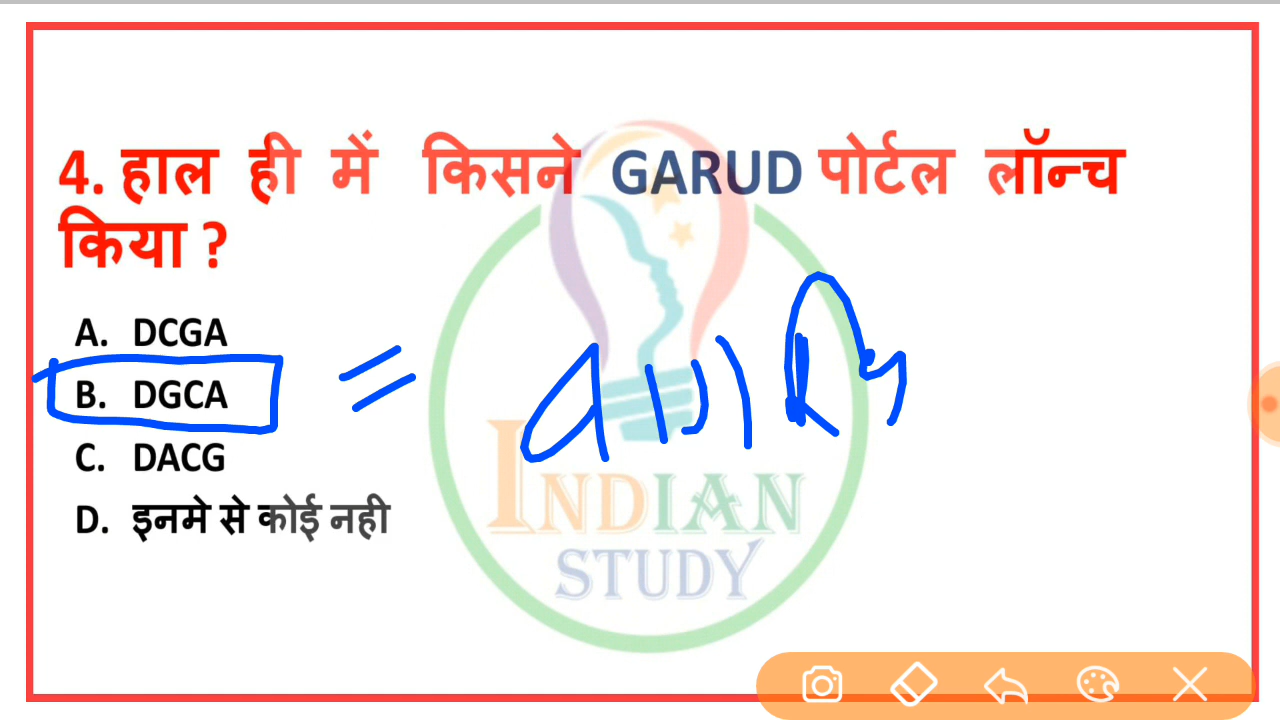 4. हाल ही में किसने GARUD पोर्टल लॉन्च
किया ?
A. DCGA
B. DGCA
C. DACG
D. इनमे से कोई नही
INDIAN
STUDY